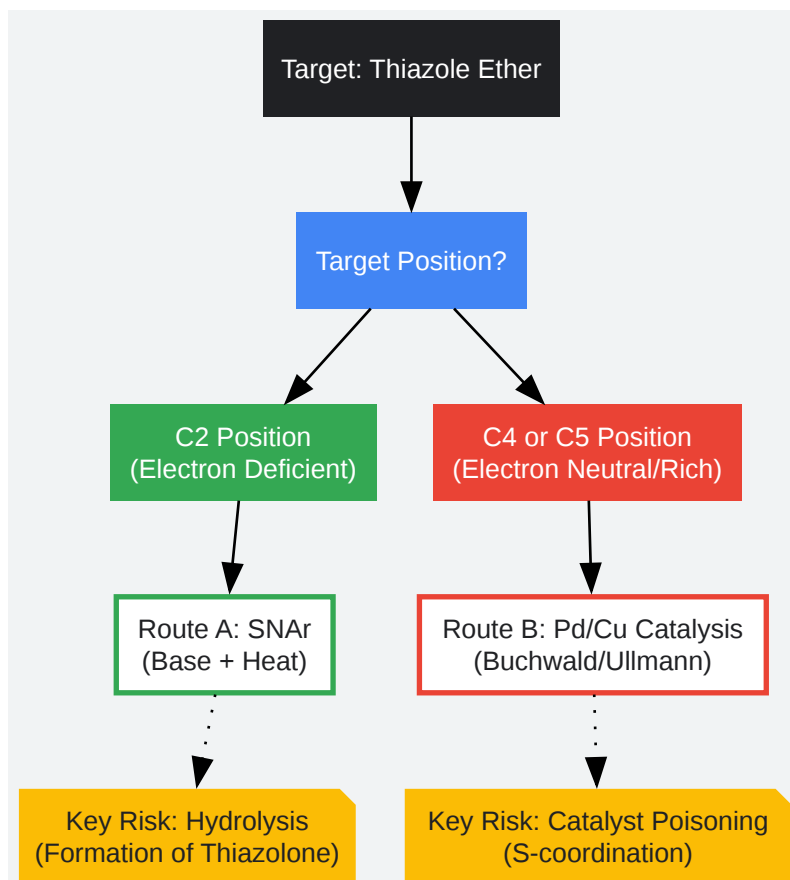 Target: Thiazole Ether
Target Position?
C2 Position
(Electron Deficient)
C4 or C5 Position
(Electron Neutral/Rich)
Route A: SNAr
(Base + Heat)
Route B: Pd/Cu Catalysis
(Buchwald/Ullmann)
Key Risk: Hydrolysis
(Formation of Thiazolone)
Key Risk: Catalyst Poisoning
(S-coordination)